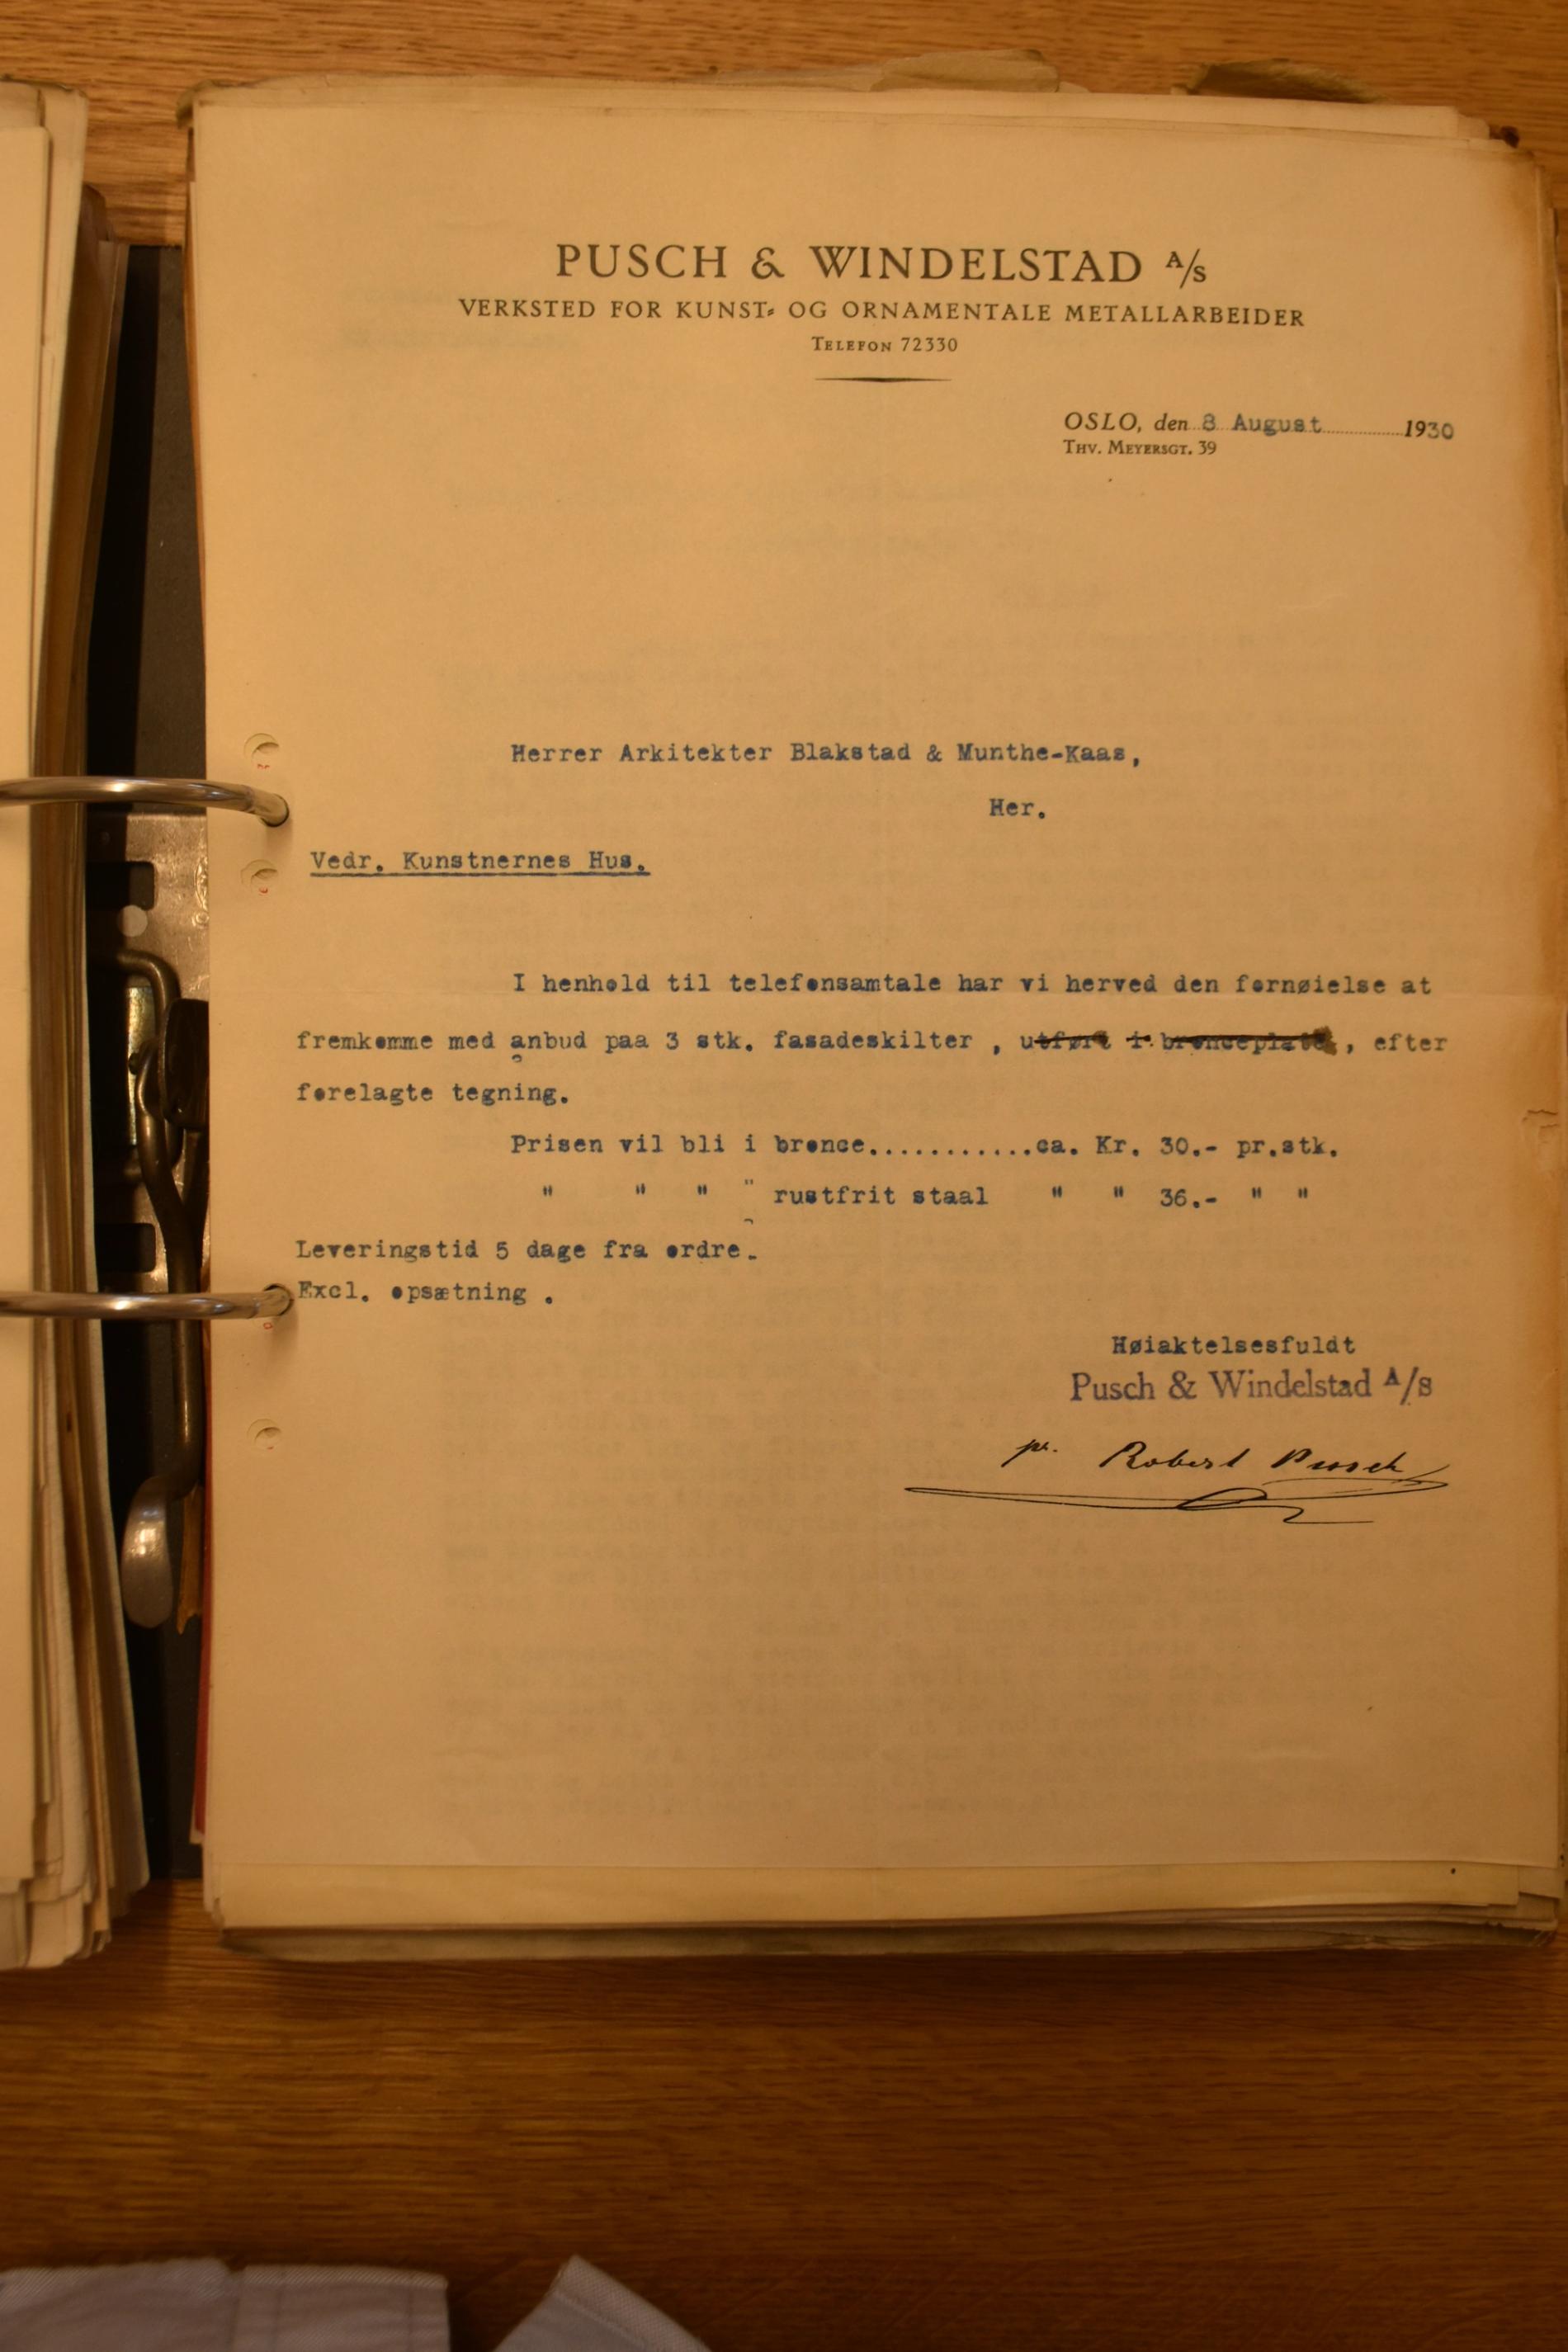 PUSCH & WINDELSTAD A/S
VERKSTED FOR KUNST- OG ORNAMENTALE METALLARBEIDER
TELEFON 72330
OSLO, den 8 August 1930
THV. MEYERSGT. 39
Herrer Arkitekter Blakstad & Munthe-Kaas,
Her.
Vedr. Kunstnernes Hus.
I henhold til telefonsamtale har vi herved den fornøielse at
fremkomme med anbud paa 3 stk. fasadeskilter , utført i bronceplate, efter
forelagte tegning.
Prisen vil bli i bronce............ca. Kr. 30.- pr.stk.
" " " " rustfrit staal " " 36.- " "
Leveringstid 5 dage fra ordre.
Excl. opsætning .
Høiaktelsesfuldt
Pusch & Windelstad A/S
pr. Robert Pusch